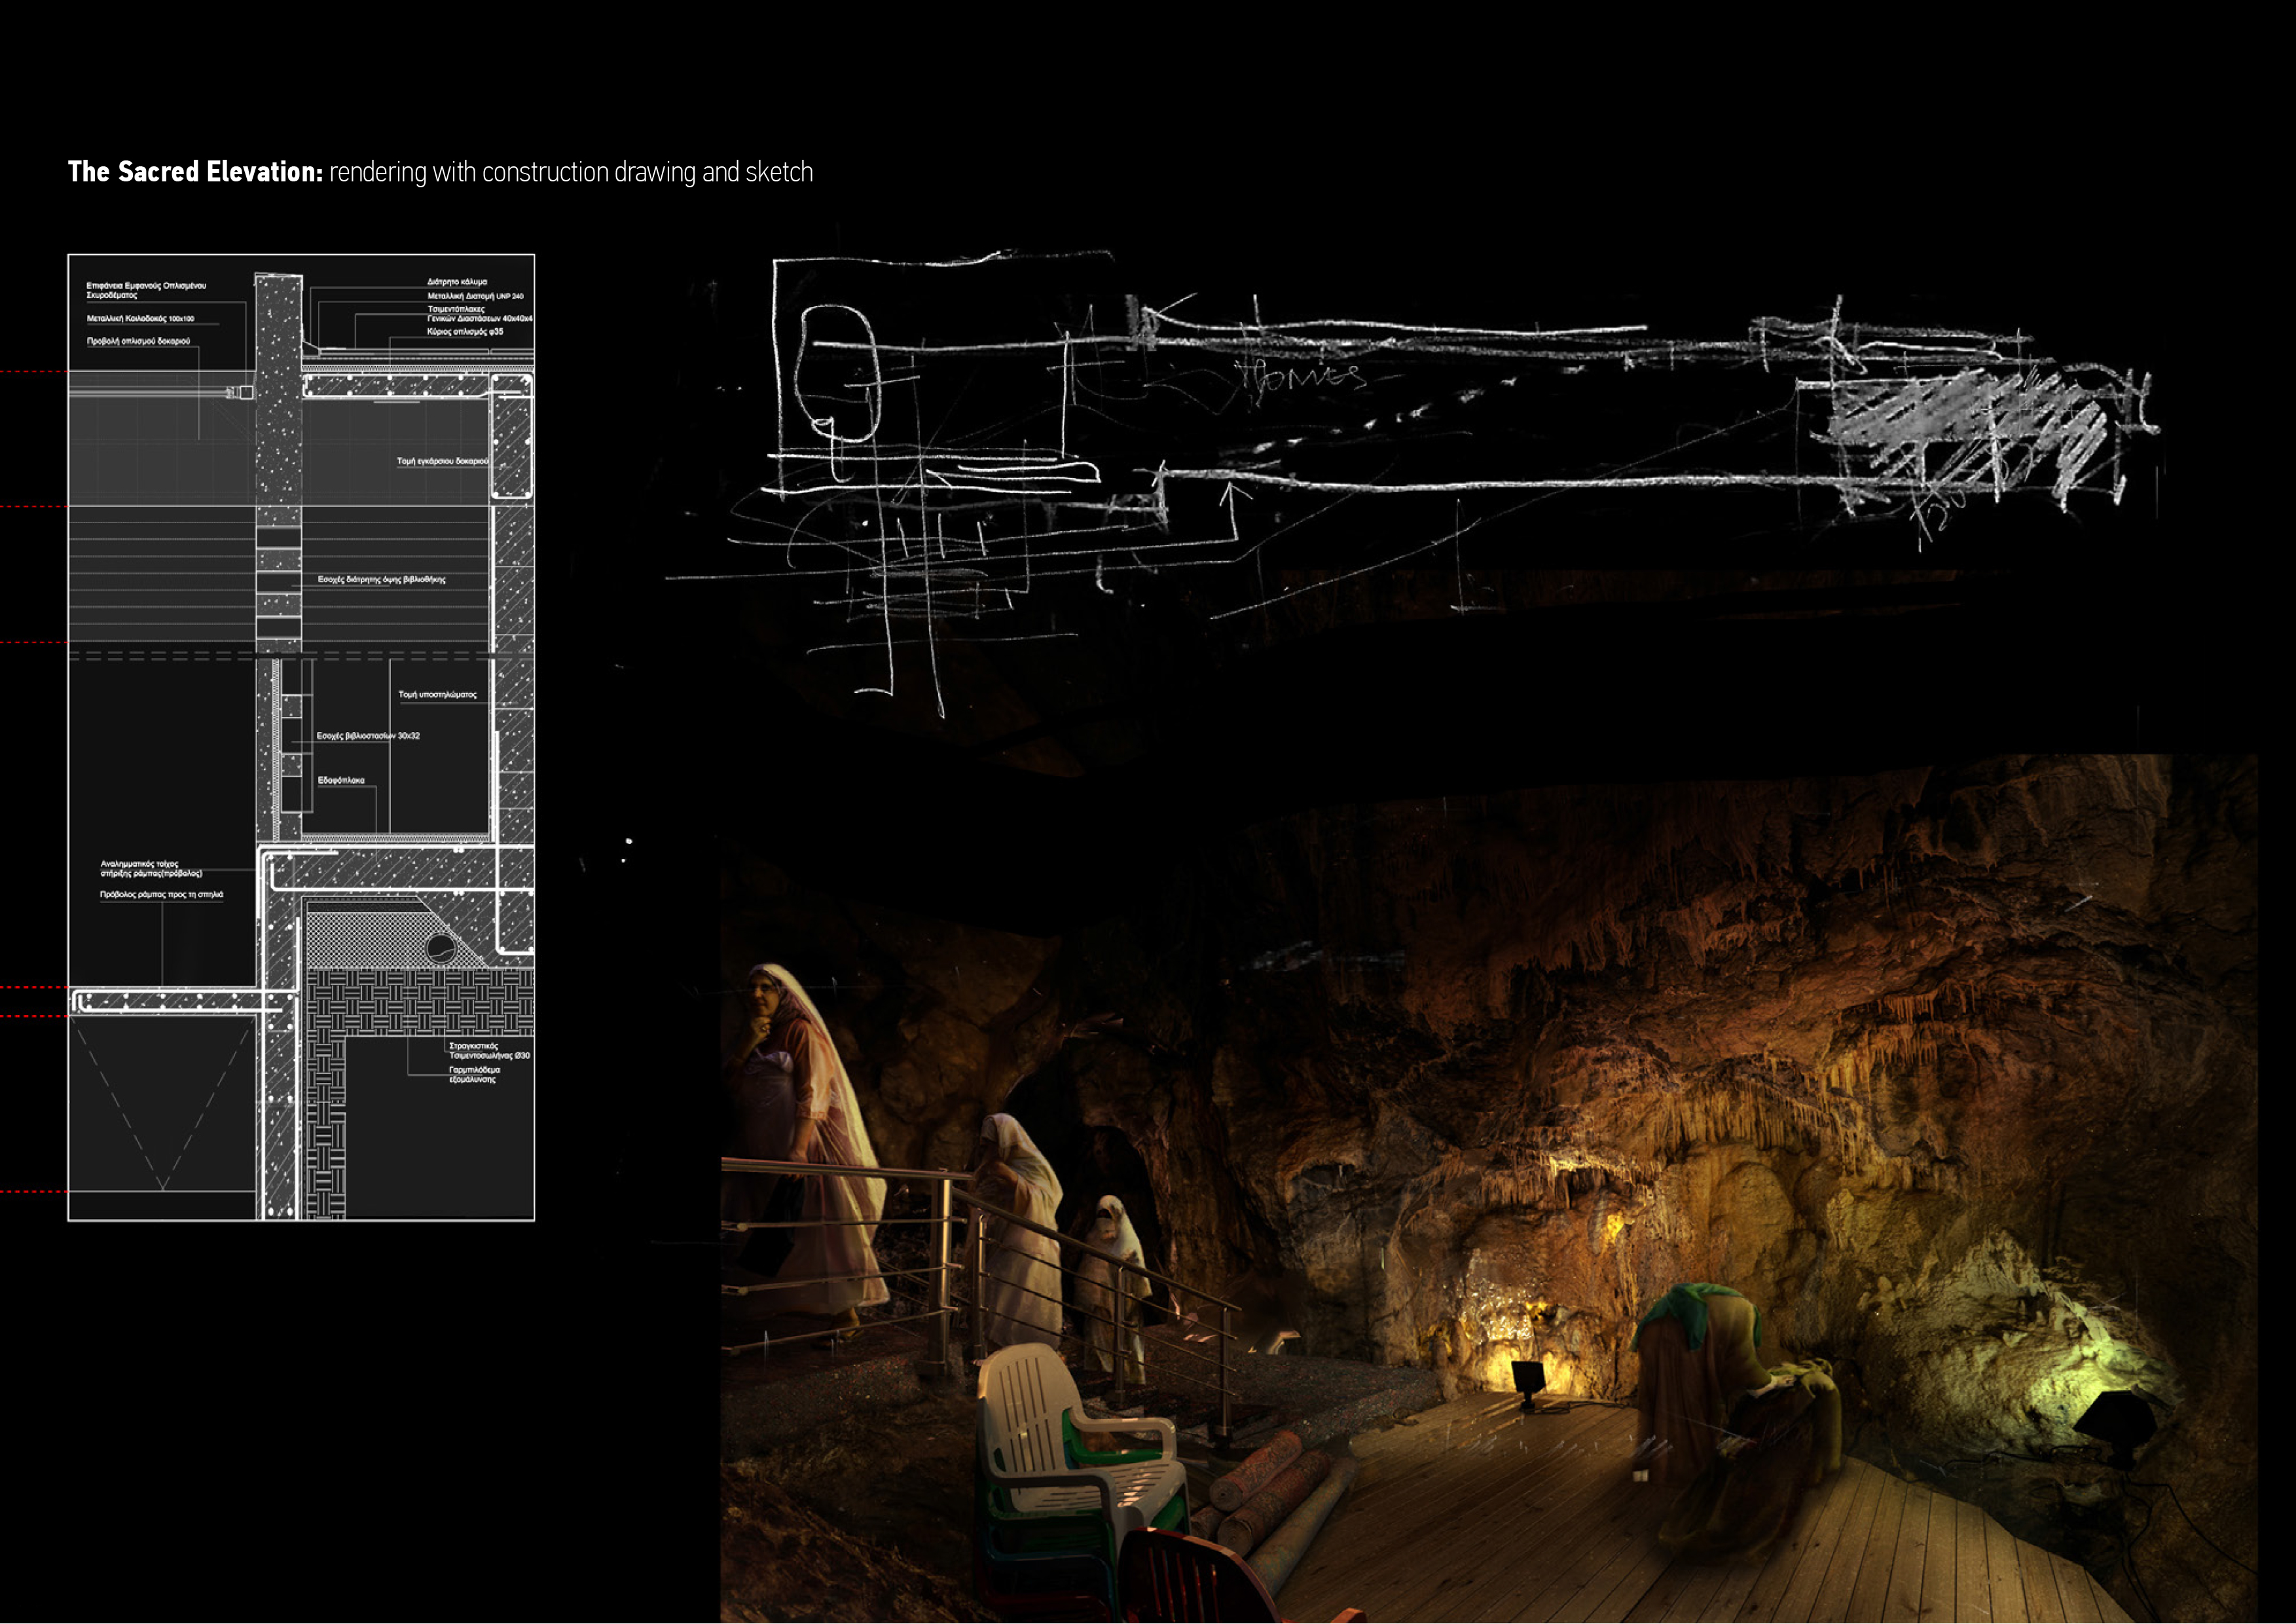 The Sacred Elevation: rendering with construction drawing and sketch
Επιφάνεια Εμφανούς Οπλισμένου
Σκυροδέματος
Μεταλλική Κοιλοδοκός 100x100
Προβολή οπλισμού δοκαριού
Διάτρητο κάλυμα
Μεταλλική Διατομή UNP 240
Τσιμεντόπλακες
Γενικών Διαστάσεων 40x40x4
Κύριος οπλισμός φ35
Τομή εγκάρσιου δοκαριού
Εσοχές διάτρητης όψης βιβλιοθήκης
Τομή υποστηλώματος
Εσοχές βιβλιοστασίων 30x32
Εδαφόπλακα
Αναλημματικός τοίχος
στήριξης ράμπας(πρόβολος)
Πρόβολος ράμπας προς τη σπηλιά
Στραγκιστικός
Τσιμεντοσωλήνας Ø30
Γαρμπιλόδεμα
εξομάλυνσης